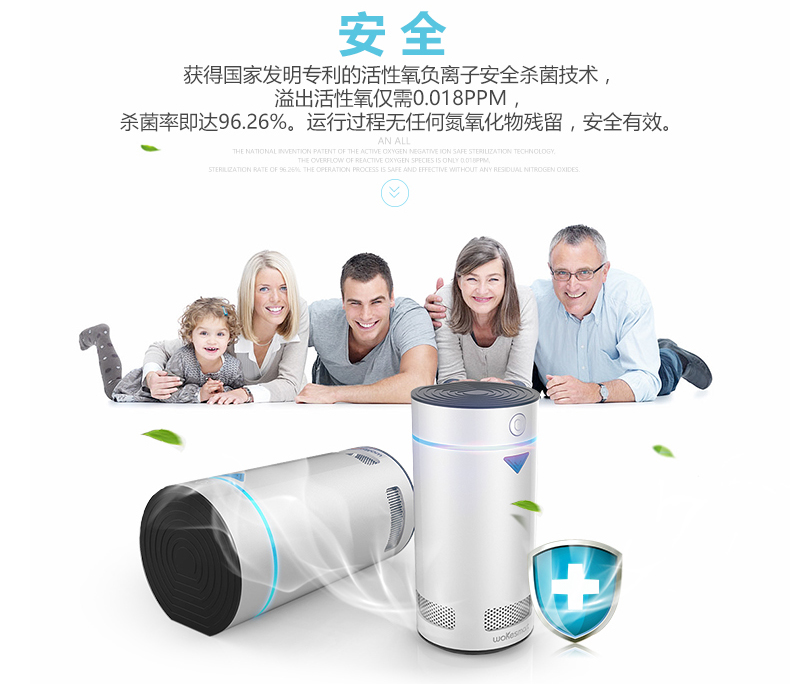 安全
获得国家发明专利的活性氧负离子安全杀菌技术，
溢出活性氧仅需0.018PPM，
杀菌率即达96.26%。运行过程无任何氮氧化物残留，安全有效。
AN ALL
THE NATIONAL INVENTION PATENT OF THE ACTIVE OXYGEN NEGATIVE ION SAFE STERILIZATION TECHNOLOGY,
THE OVERFLOW OF REACTIVE OXYGEN SPECIES IS ONLY 0.018PPM,
STERILIZATION RATE OF 96.26%. THE OPERATION PROCESS IS SAFE AND EFFECTIVE WITHOUT ANY RESIDUAL NITROGEN OXIDES.
wokesmart